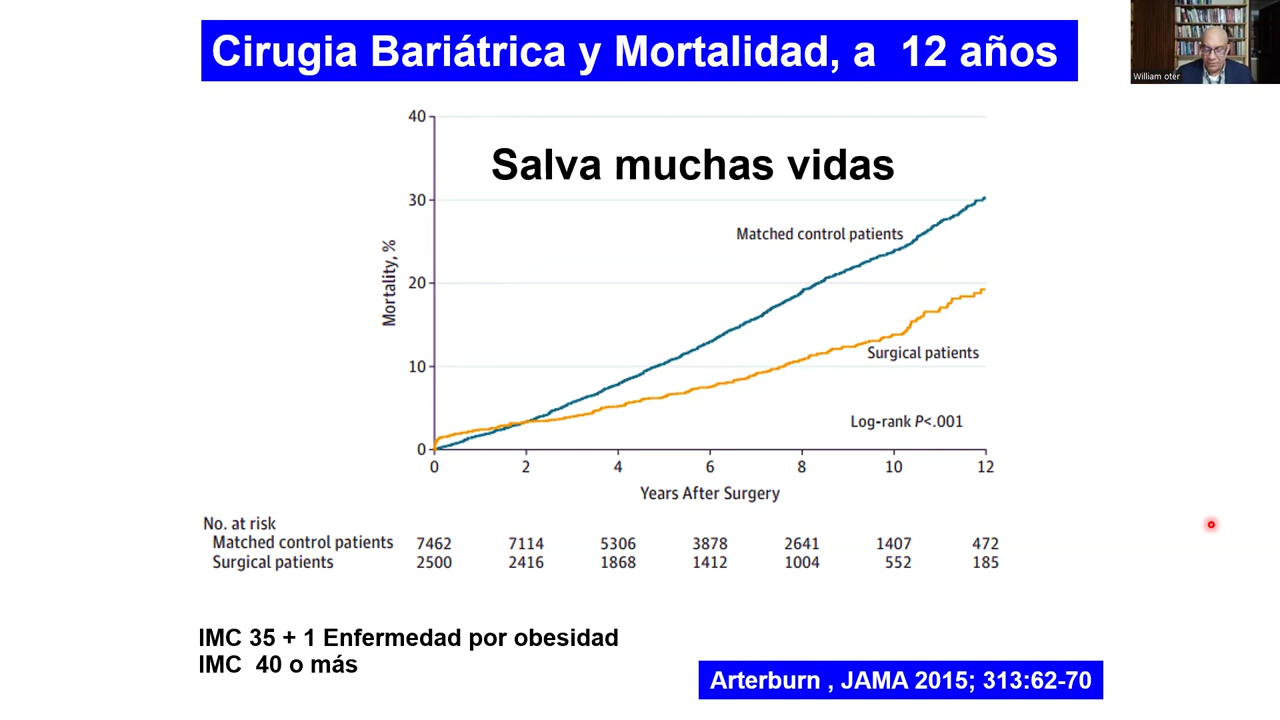 Cirugia Bariátrica y Mortalidad, a 12 años
William oter
Salva muchas vidas
40
30
20
10
0
Mortality, %
Matched control patients
Surgical patients
Log-rank P<.001
0 2 4 6 8 10 12
Years After Surgery
No. at risk
Matched control patients 7462 7114 5306 3878 2641 1407 472
Surgical patients 2500 2416 1868 1412 1004 552 185
IMC 35 + 1 Enfermedad por obesidad
IMC 40 o más
Arterburn , JAMA 2015; 313:62-70